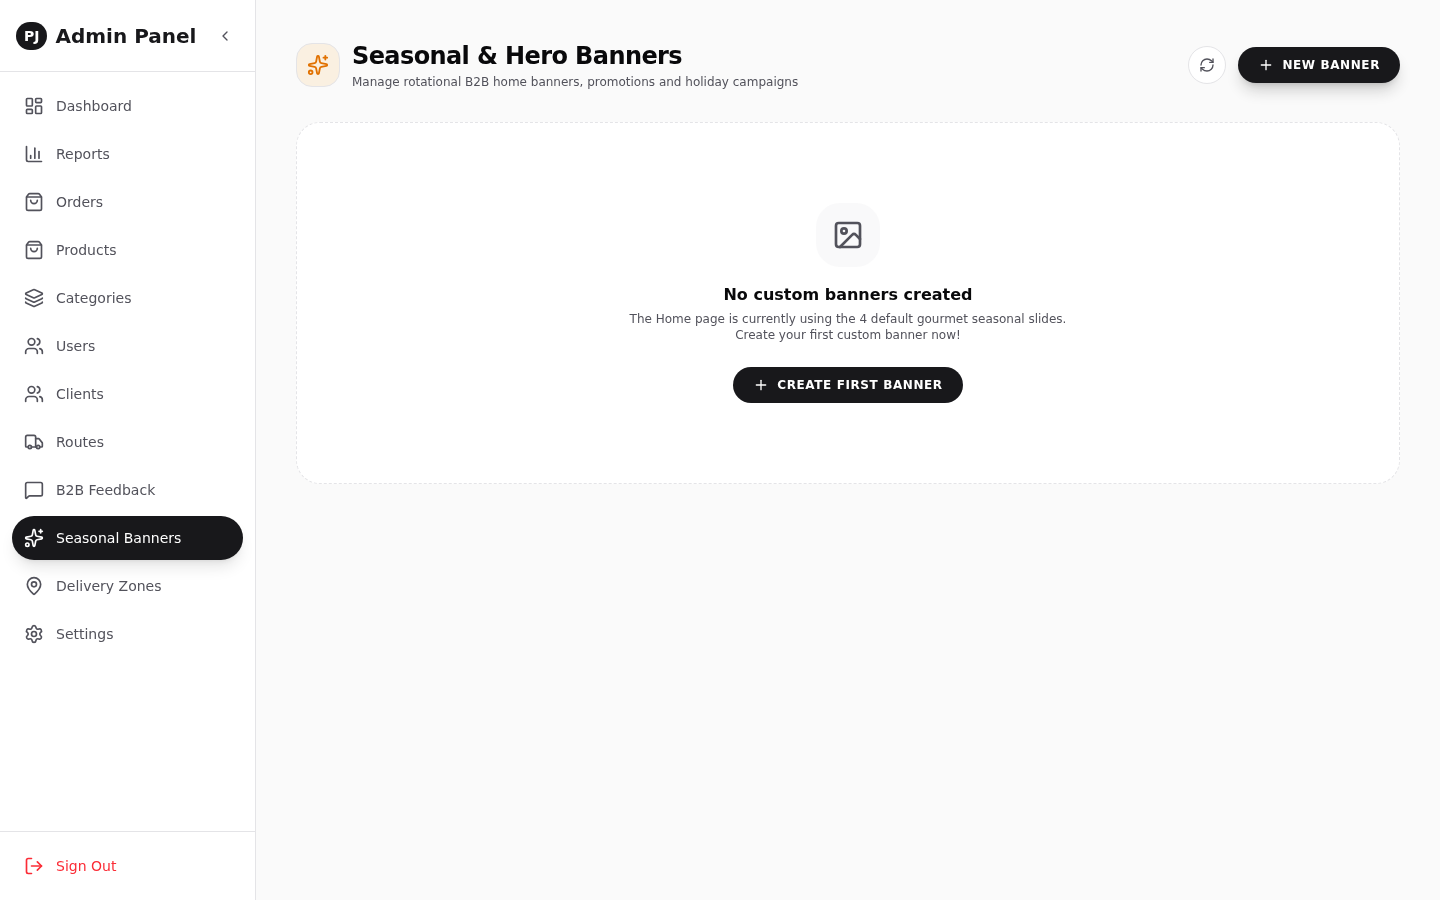 PJ Admin Panel
Dashboard
Reports
Orders
Products
Categories
Users
Clients
Routes
B2B Feedback
Seasonal Banners
Delivery Zones
Settings
Sign Out
Seasonal & Hero Banners
Manage rotational B2B home banners, promotions and holiday campaigns
NEW BANNER
No custom banners created
The Home page is currently using the 4 default gourmet seasonal slides.
Create your first custom banner now!
CREATE FIRST BANNER